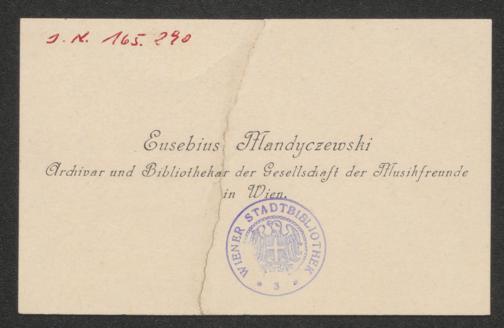 J. N. 165.290
Eusebius Mandyczewski
Archivar und Bibliothekar der Gesellschaft der Musikfreunde
in Wien.
WIENER STADTBIBLIOTHEK
* 3 *